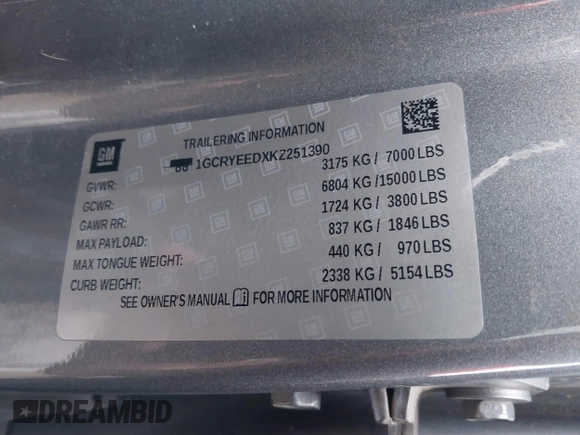 GM
TRAILERING INFORMATION
1GCRYEEDXKZ251390
GVWR: 3175 KG / 7000 LBS
GCWR: 6804 KG /15000 LBS
GAWR RR: 1724 KG / 3800 LBS
MAX PAYLOAD: 837 KG / 1846 LBS
MAX TONGUE WEIGHT: 440 KG / 970 LBS
CURB WEIGHT: 2338 KG / 5154 LBS
SEE OWNER'S MANUAL FOR MORE INFORMATION
DREAMBID